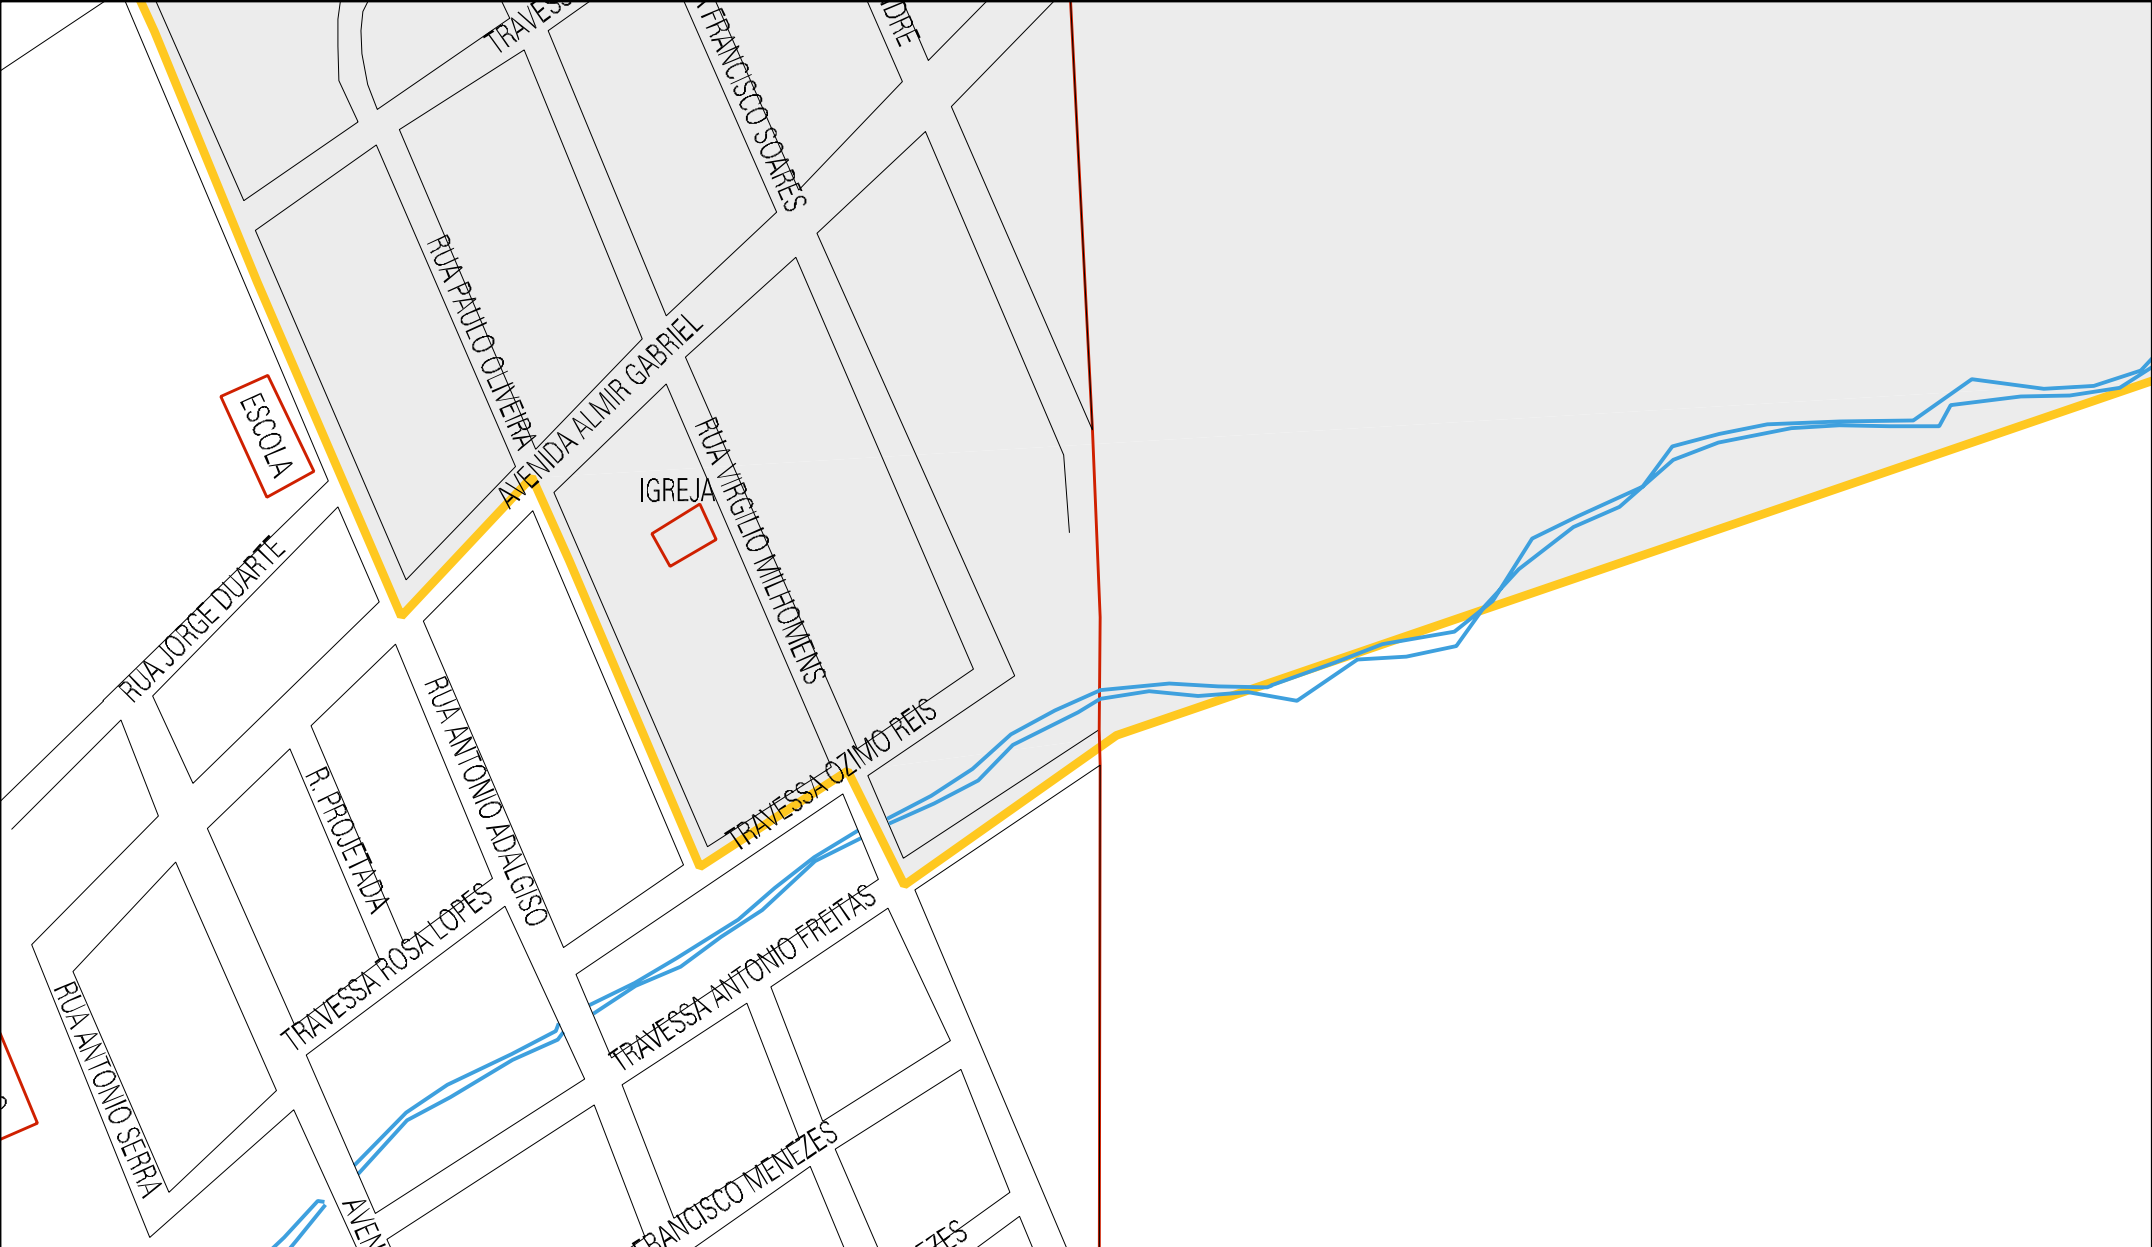 FRANCISCO SOARES
RUA PAULO OLIVEIRA
AVENIDA ALMIR GABRIEL
ESCOLA
IGREJA
RUA VIRGILIO MILHOMENS
RUA JORGE DUARTE
RUA ANTONIO ADALGISO
TRAVESSA OZIMO REIS
R. PROJETADA
TRAVESSA ROSA LOPES
TRAVESSA ANTONIO FREITAS
RUA ANTONIO SERRA
FRANCISCO MENEZES